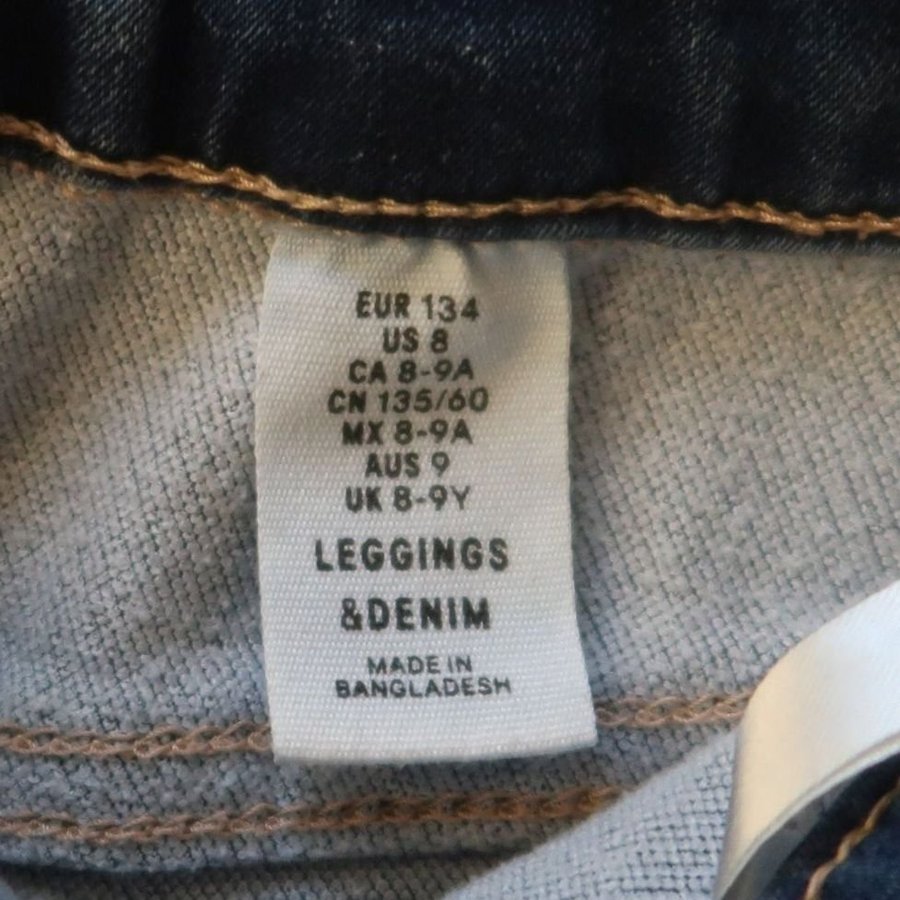 EUR 134
US 8
CA 8-9A
CN 135/60
MX 8-9A
AUS 9
UK 8-9Y
LEGGINGS
&DENIM
MADE IN
BANGLADESH